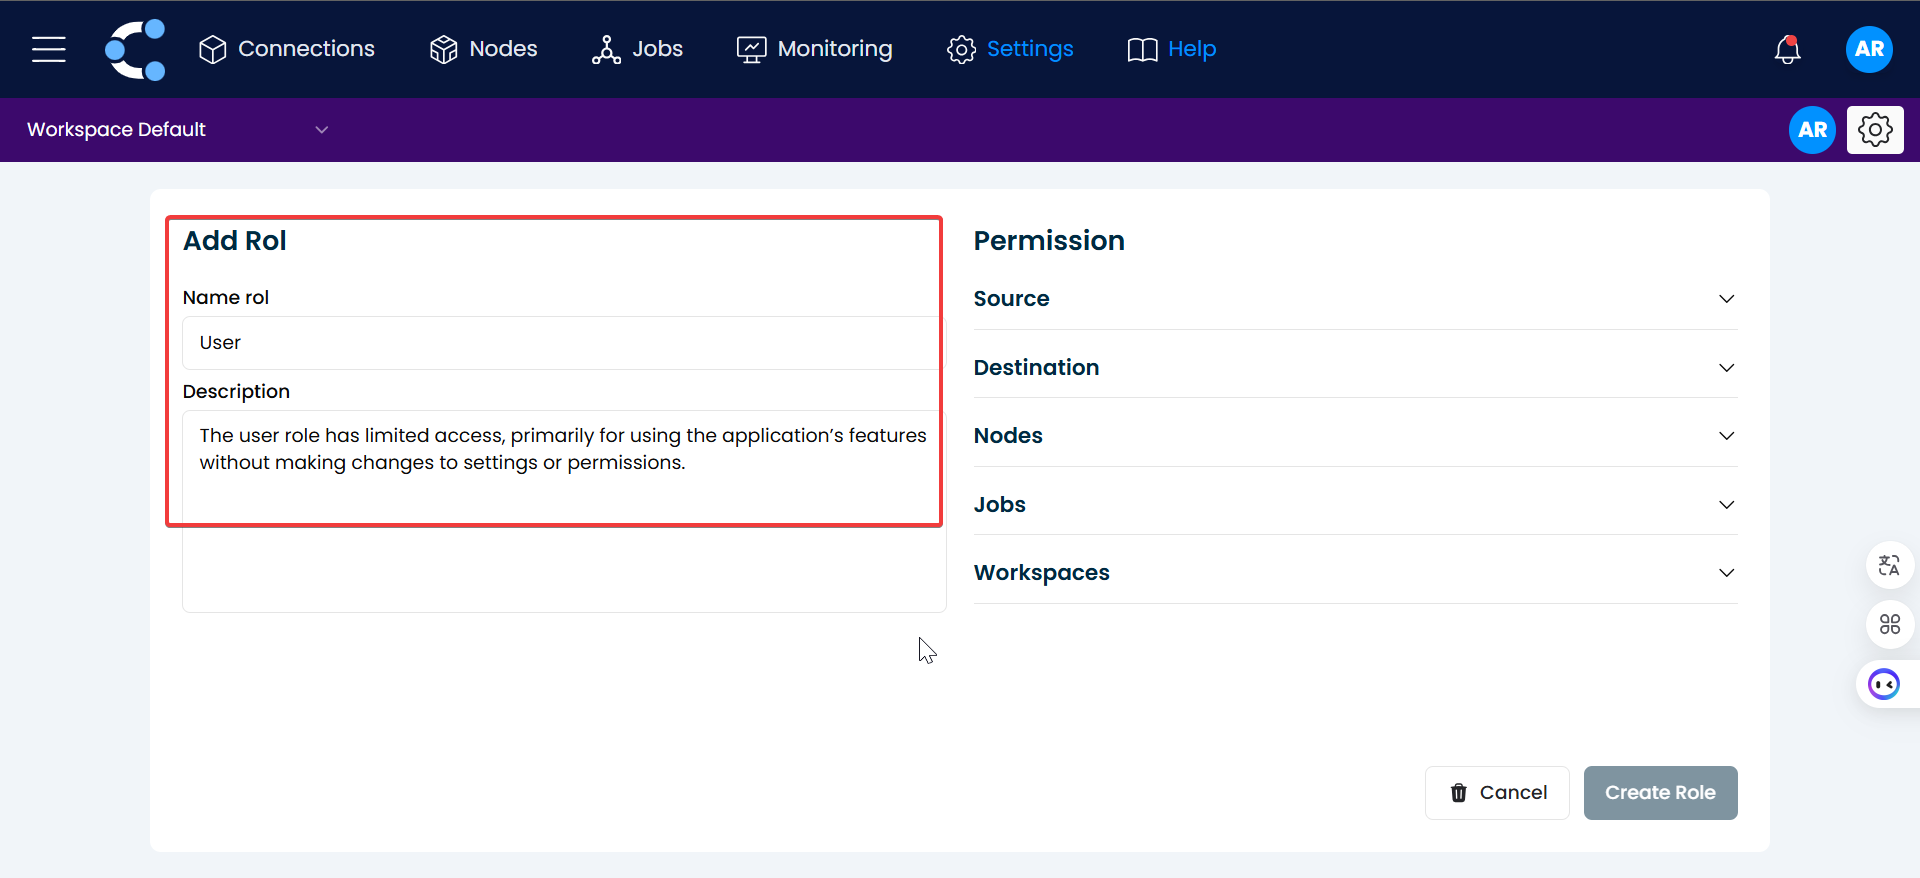 Connections
Nodes
Jobs
Monitoring
Settings
Help
AR
Workspace Default
AR
Add Rol
Name rol
User
Description
The user role has limited access, primarily for using the application’s features
without making changes to settings or permissions.
Permission
Source
Destination
Nodes
Jobs
Workspaces
Cancel
Create Role